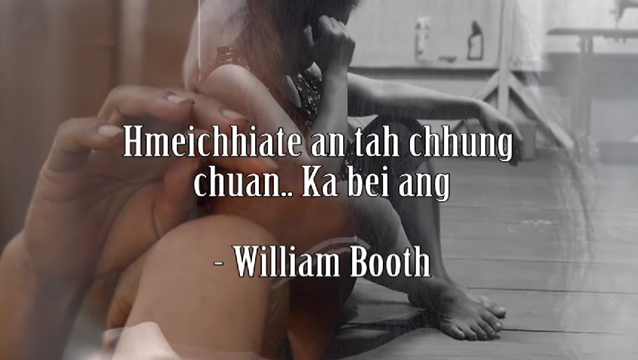 Hmeichhiate an tah chhung
chuan.. Ka bei ang
- William Booth